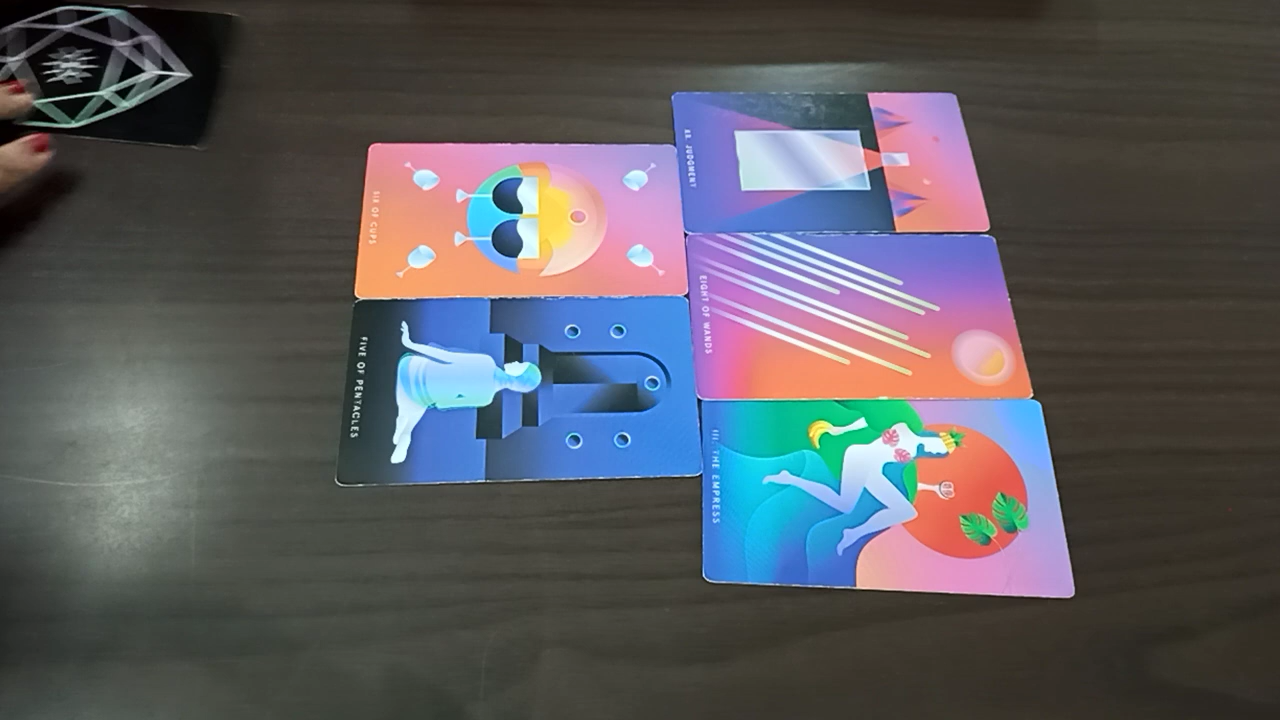 XX. JUDGMENT
EIGHT OF WANDS
III. THE EMPRESS
SIX OF CUPS
FIVE OF PENTACLES